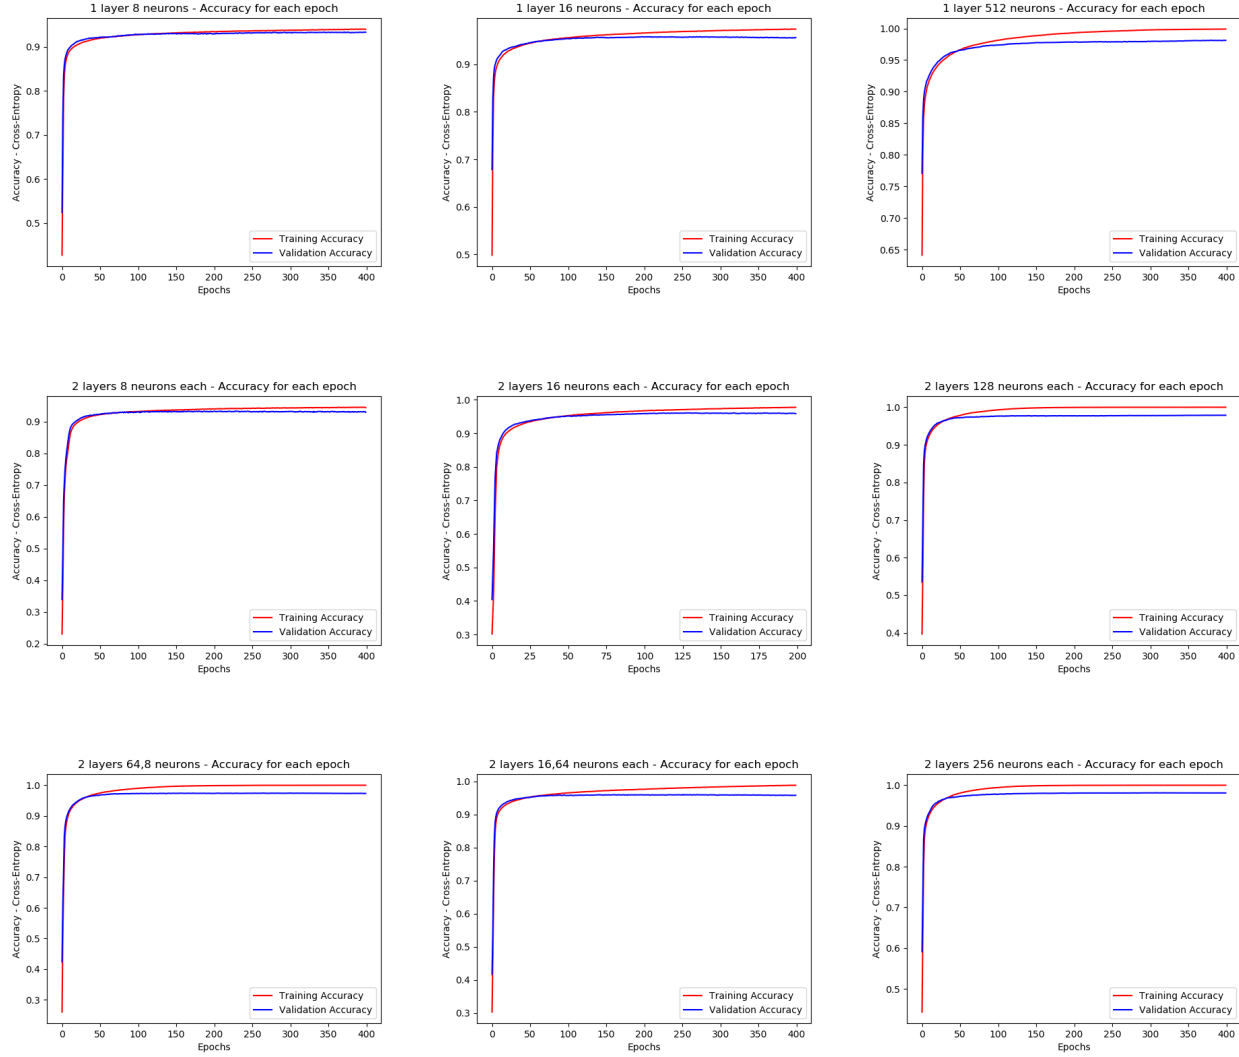 1 layer 8 neurons - Accuracy for each epoch
Accuracy - Cross-Entropy
0.9
0.8
0.7
0.6
0.5
0 50 100 150 200 250 300 350 400
Epochs
Training Accuracy
Validation Accuracy
1 layer 16 neurons - Accuracy for each epoch
Accuracy - Cross-Entropy
0.9
0.8
0.7
0.6
0.5
0 50 100 150 200 250 300 350 400
Epochs
Training Accuracy
Validation Accuracy
1 layer 512 neurons - Accuracy for each epoch
Accuracy - Cross-Entropy
1.00
0.95
0.90
0.85
0.80
0.75
0.70
0.65
0 50 100 150 200 250 300 350 400
Epochs
Training Accuracy
Validation Accuracy
2 layers 8 neurons each - Accuracy for each epoch
Accuracy - Cross-Entropy
0.9
0.8
0.7
0.6
0.5
0.4
0.3
0.2
0 50 100 150 200 250 300 350 400
Epochs
Training Accuracy
Validation Accuracy
2 layers 16 neurons each - Accuracy for each epoch
Accuracy - Cross-Entropy
1.0
0.9
0.8
0.7
0.6
0.5
0.4
0.3
0 25 50 75 100 125 150 175 200
Epochs
Training Accuracy
Validation Accuracy
2 layers 128 neurons - Accuracy for each epoch
Accuracy - Cross-Entropy
1.0
0.9
0.8
0.7
0.6
0.5
0.4
0 50 100 150 200 250 300 350 400
Epochs
Training Accuracy
Validation Accuracy
2 layers 64,8 neurons - Accuracy for each epoch
Accuracy - Cross-Entropy
1.0
0.9
0.8
0.7
0.6
0.5
0.4
0.3
0 50 100 150 200 250 300 350 400
Epochs
Training Accuracy
Validation Accuracy
2 layers 16,64 neurons each - Accuracy for each epoch
Accuracy - Cross-Entropy
1.0
0.9
0.8
0.7
0.6
0.5
0.4
0.3
0 50 100 150 200 250 300 350 400
Epochs
Training Accuracy
Validation Accuracy
2 layers 256 neurons - Accuracy for each epoch
Accuracy - Cross-Entropy
1.0
0.9
0.8
0.7
0.6
0.5
0 50 100 150 200 250 300 350 400
Epochs
Training Accuracy
Validation Accuracy